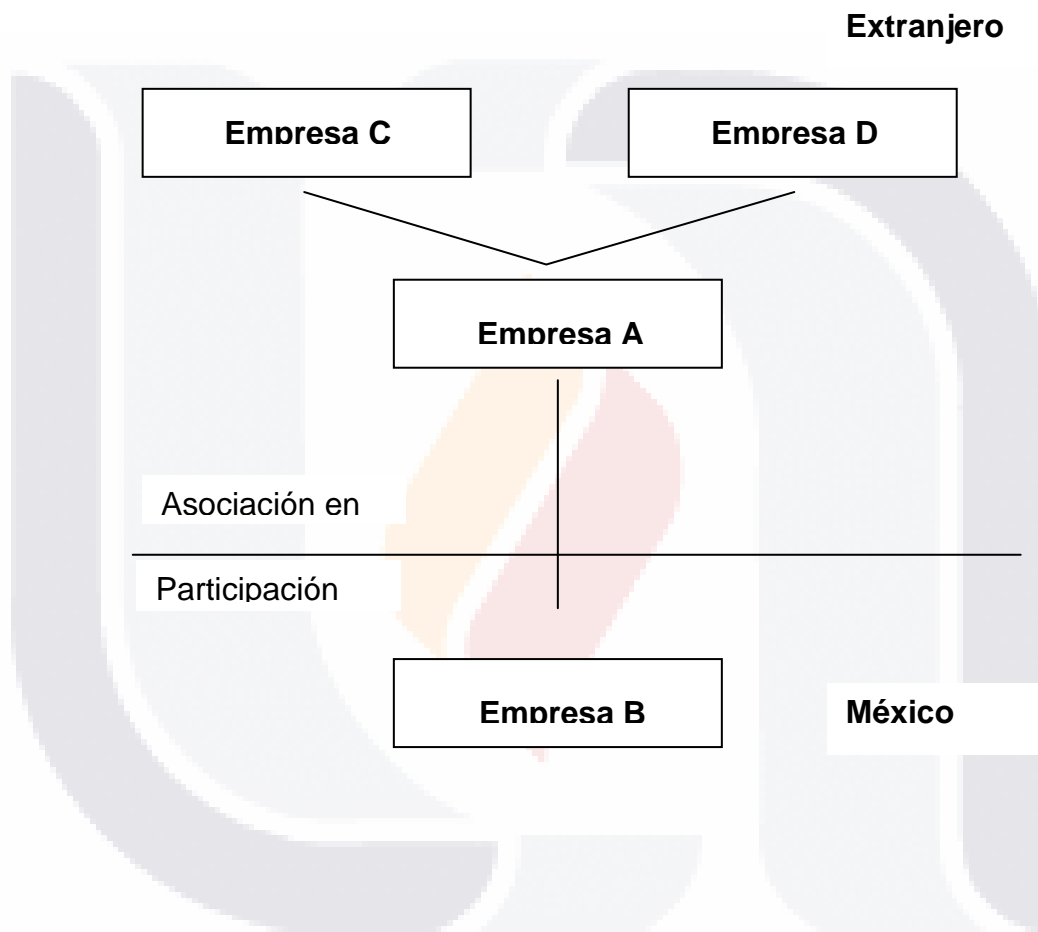 Extranjero
Empresa C
Empresa D
Empresa A
Asociación en
Participación
Empresa B
México